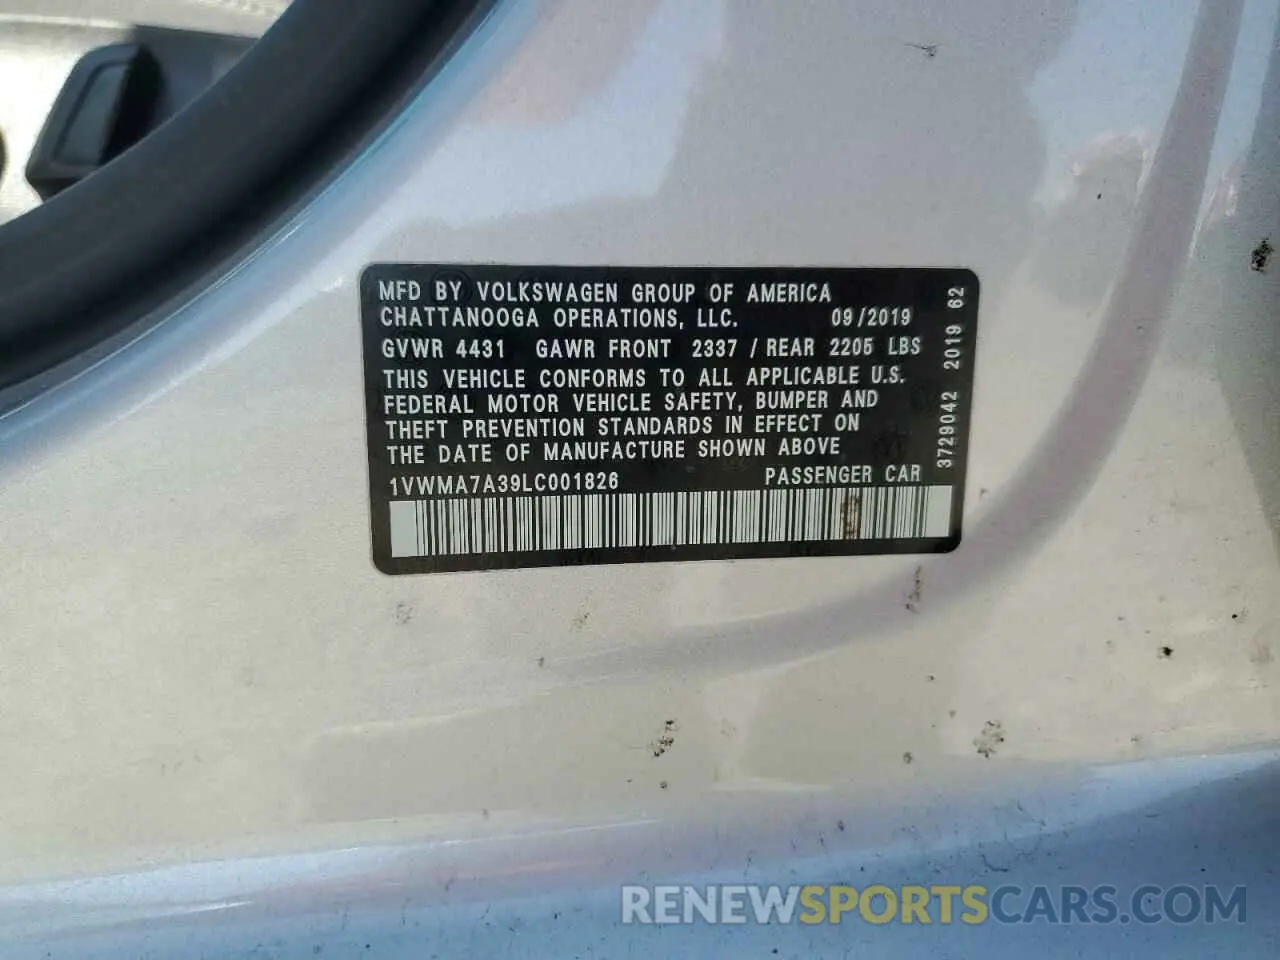 MFD BY VOLKSWAGEN GROUP OF AMERICA
CHATTANOOGA OPERATIONS, LLC. 09/2019
GVWR 4431 GAWR FRONT 2337 / REAR 2205 LBS
THIS VEHICLE CONFORMS TO ALL APPLICABLE U.S.
FEDERAL MOTOR VEHICLE SAFETY, BUMPER AND
THEFT PREVENTION STANDARDS IN EFFECT ON
THE DATE OF MANUFACTURE SHOWN ABOVE
1VWMA7A39LC001826 PASSENGER CAR
3729042 2019 62
RENEWSPORTSCARS.COM